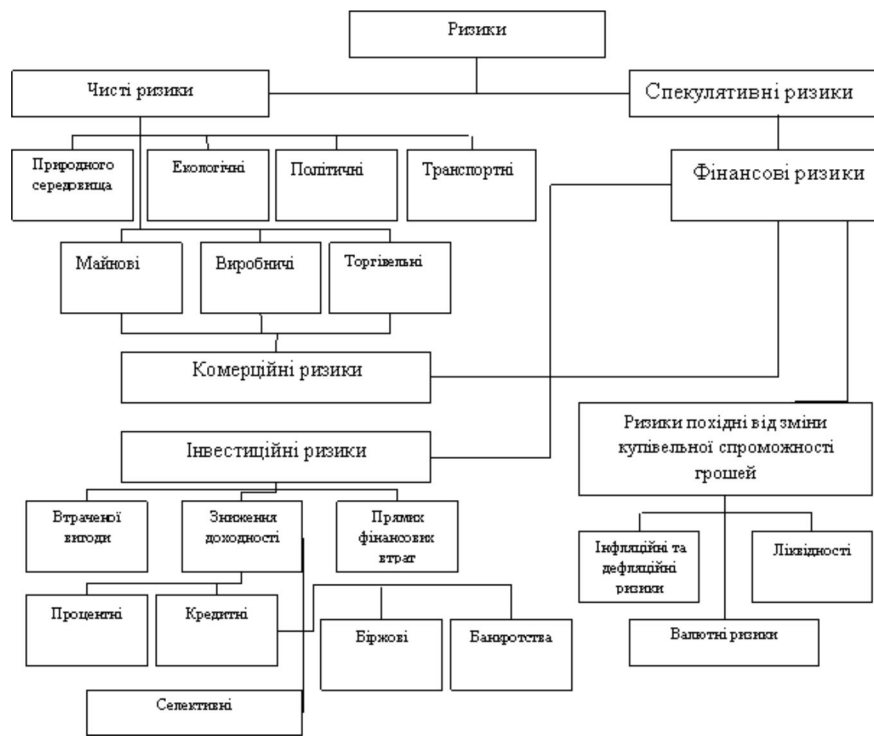 Ризики
Чисті ризики
Спекулятивні ризики
Природного
середовища
Екологічні
Політичні
Транспортні
Фінансові ризики
Майнові
Виробничі
Торгівельні
Комерційні ризики
Ризики похідні від зміни
купівельної спроможності
грошей
Інвестиційні ризики
Втраченої
вигоди
Зниження
доходності
Прямих
фінансових
втрат
Інфляційні та
дефляційні
ризики
Ліквідності
Процентні
Кредитні
Біржові
Банкротства
Валютні ризики
Селективні